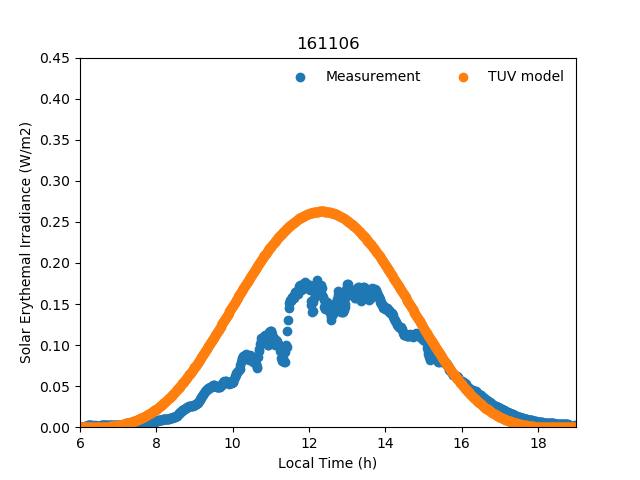 161106
Measurement
TUV model
Solar Erythemal Irradiance (W/m2)
0.45
0.40
0.35
0.30
0.25
0.20
0.15
0.10
0.05
0.00
6 8 10 12 14 16 18
Local Time (h)